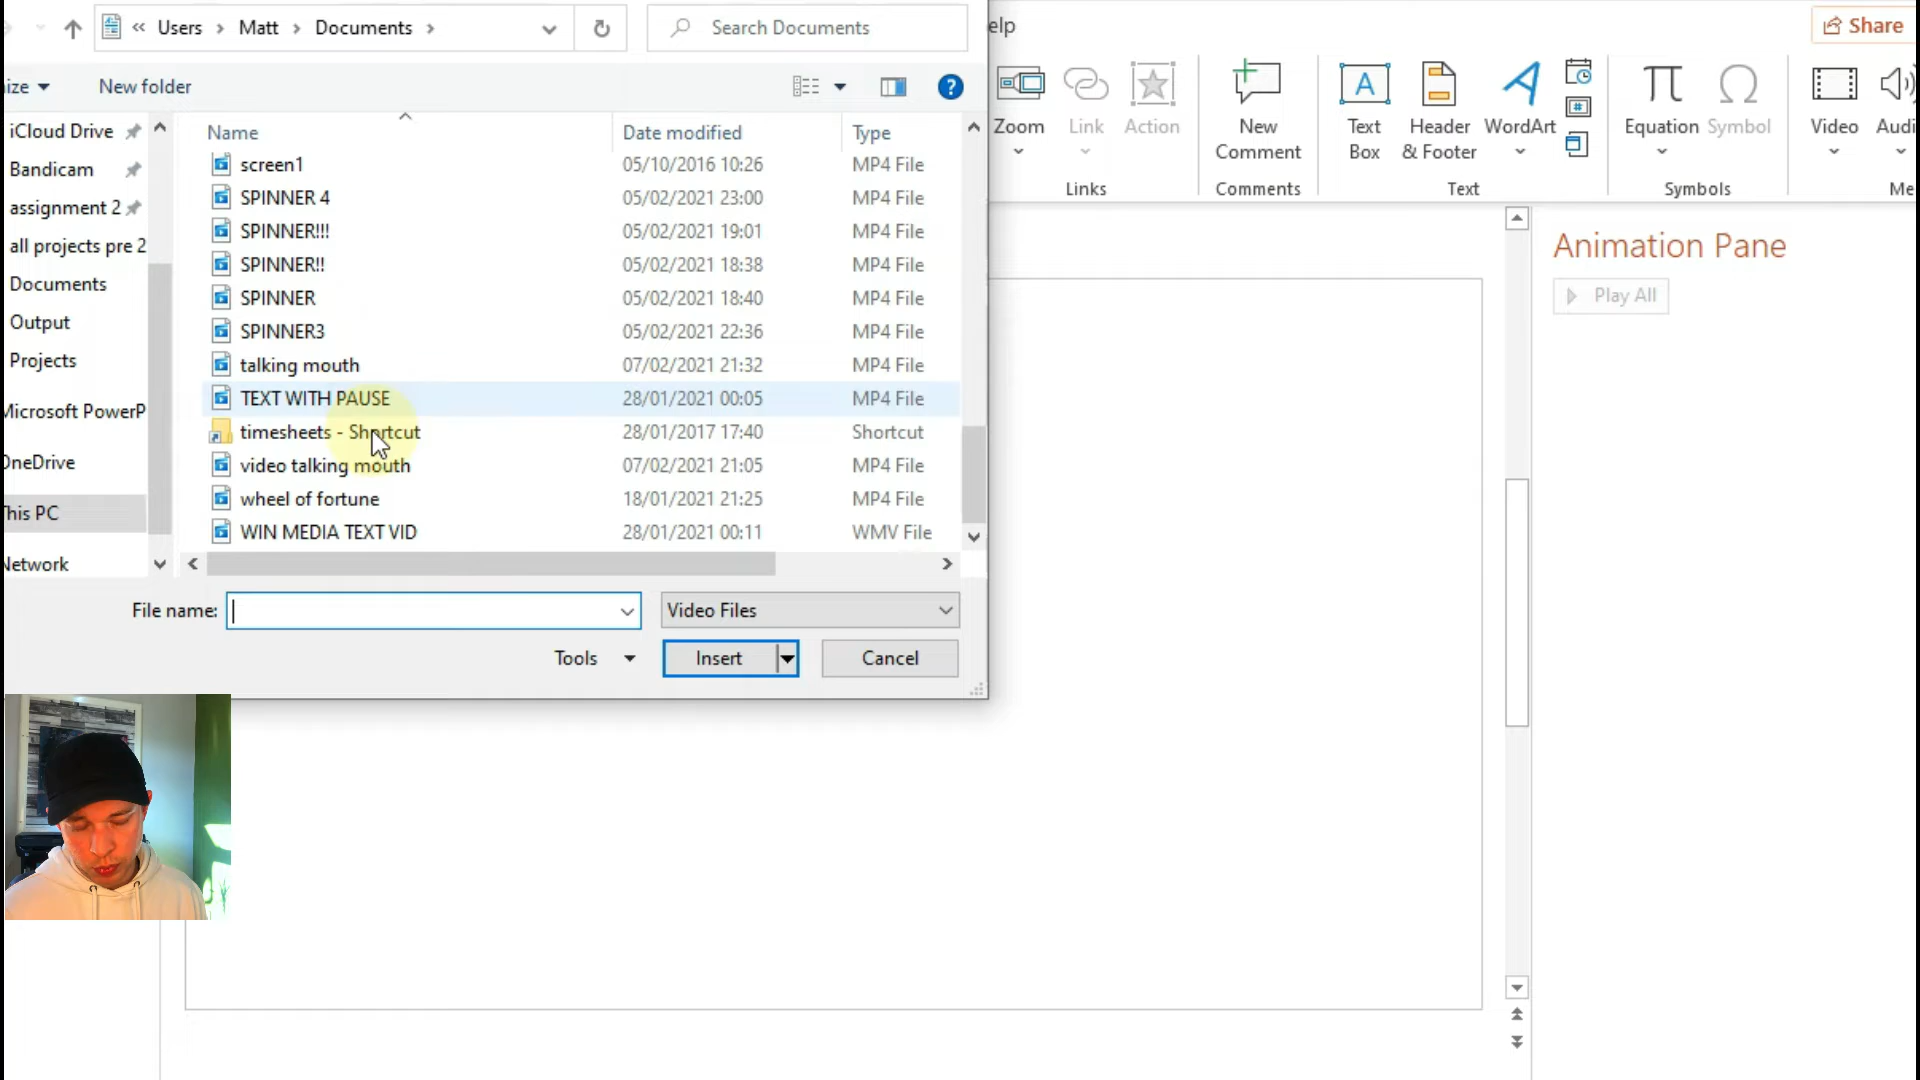 « Users › Matt › Documents ›
Search Documents
elp
Share
ize
New folder
?
Zoom
Link
Action
New
Comment
Text
Box
Header
& Footer
WordArt
Equation
Symbol
Video
Audi
Links
Comments
Text
Symbols
Me
iCloud Drive
Bandicam
assignment 2
all projects pre 2
Documents
Output
Projects
Microsoft PowerP
OneDrive
This PC
Network
Name Date modified Type
screen1 05/10/2016 10:26 MP4 File
SPINNER 4 05/02/2021 23:00 MP4 File
SPINNER!!! 05/02/2021 19:01 MP4 File
SPINNER!! 05/02/2021 18:38 MP4 File
SPINNER 05/02/2021 18:40 MP4 File
SPINNER3 05/02/2021 22:36 MP4 File
talking mouth 07/02/2021 21:32 MP4 File
TEXT WITH PAUSE 28/01/2021 00:05 MP4 File
timesheets - Shortcut 28/01/2017 17:40 Shortcut
video talking mouth 07/02/2021 21:05 MP4 File
wheel of fortune 18/01/2021 21:25 MP4 File
WIN MEDIA TEXT VID 28/01/2021 00:11 WMV File
File name:
Video Files
Tools
Insert
Cancel
Animation Pane
Play All